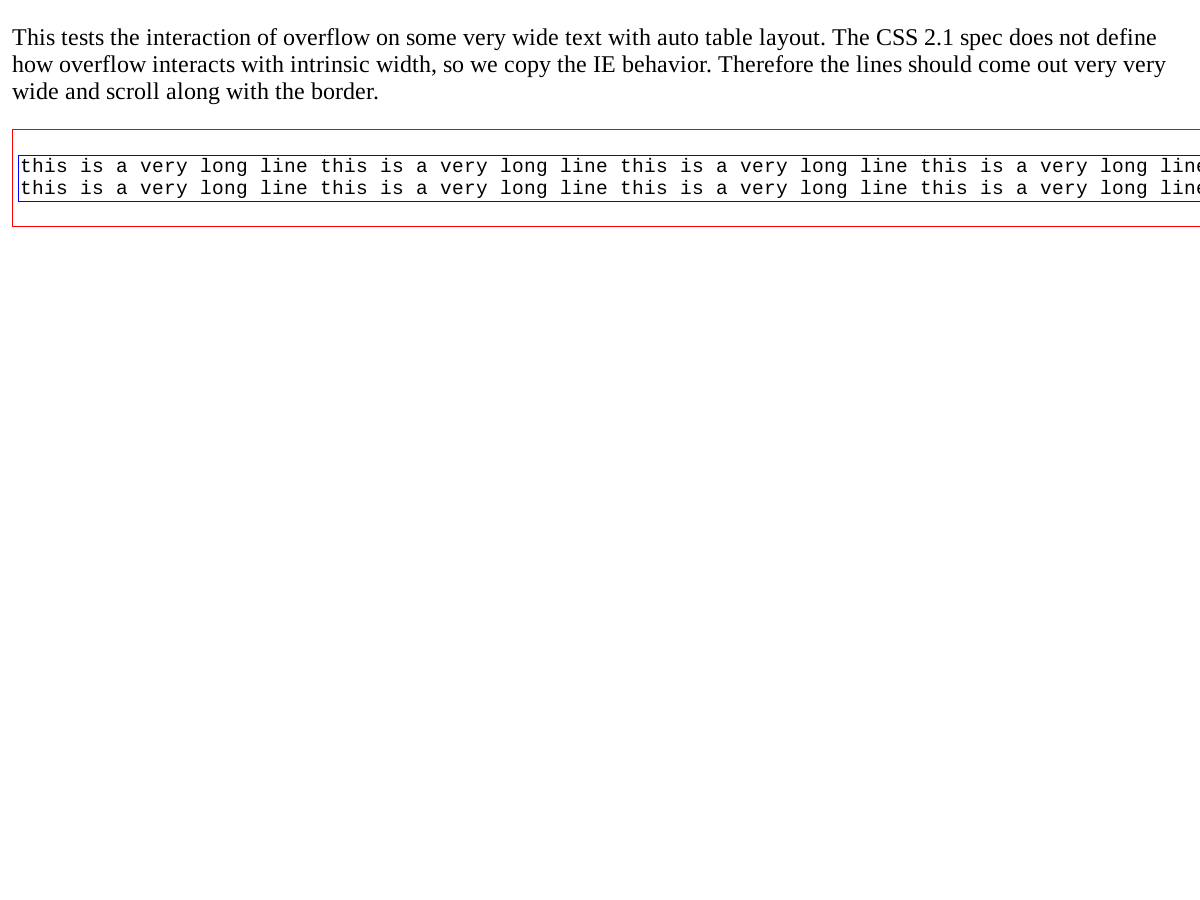 This tests the interaction of overflow on some very wide text with auto table layout. The CSS 2.1 spec does not define
how overflow interacts with intrinsic width, so we copy the IE behavior. Therefore the lines should come out very very
wide and scroll along with the border.
this is a very long line this is a very long line this is a very long line this is a very long line
this is a very long line this is a very long line this is a very long line this is a very long line